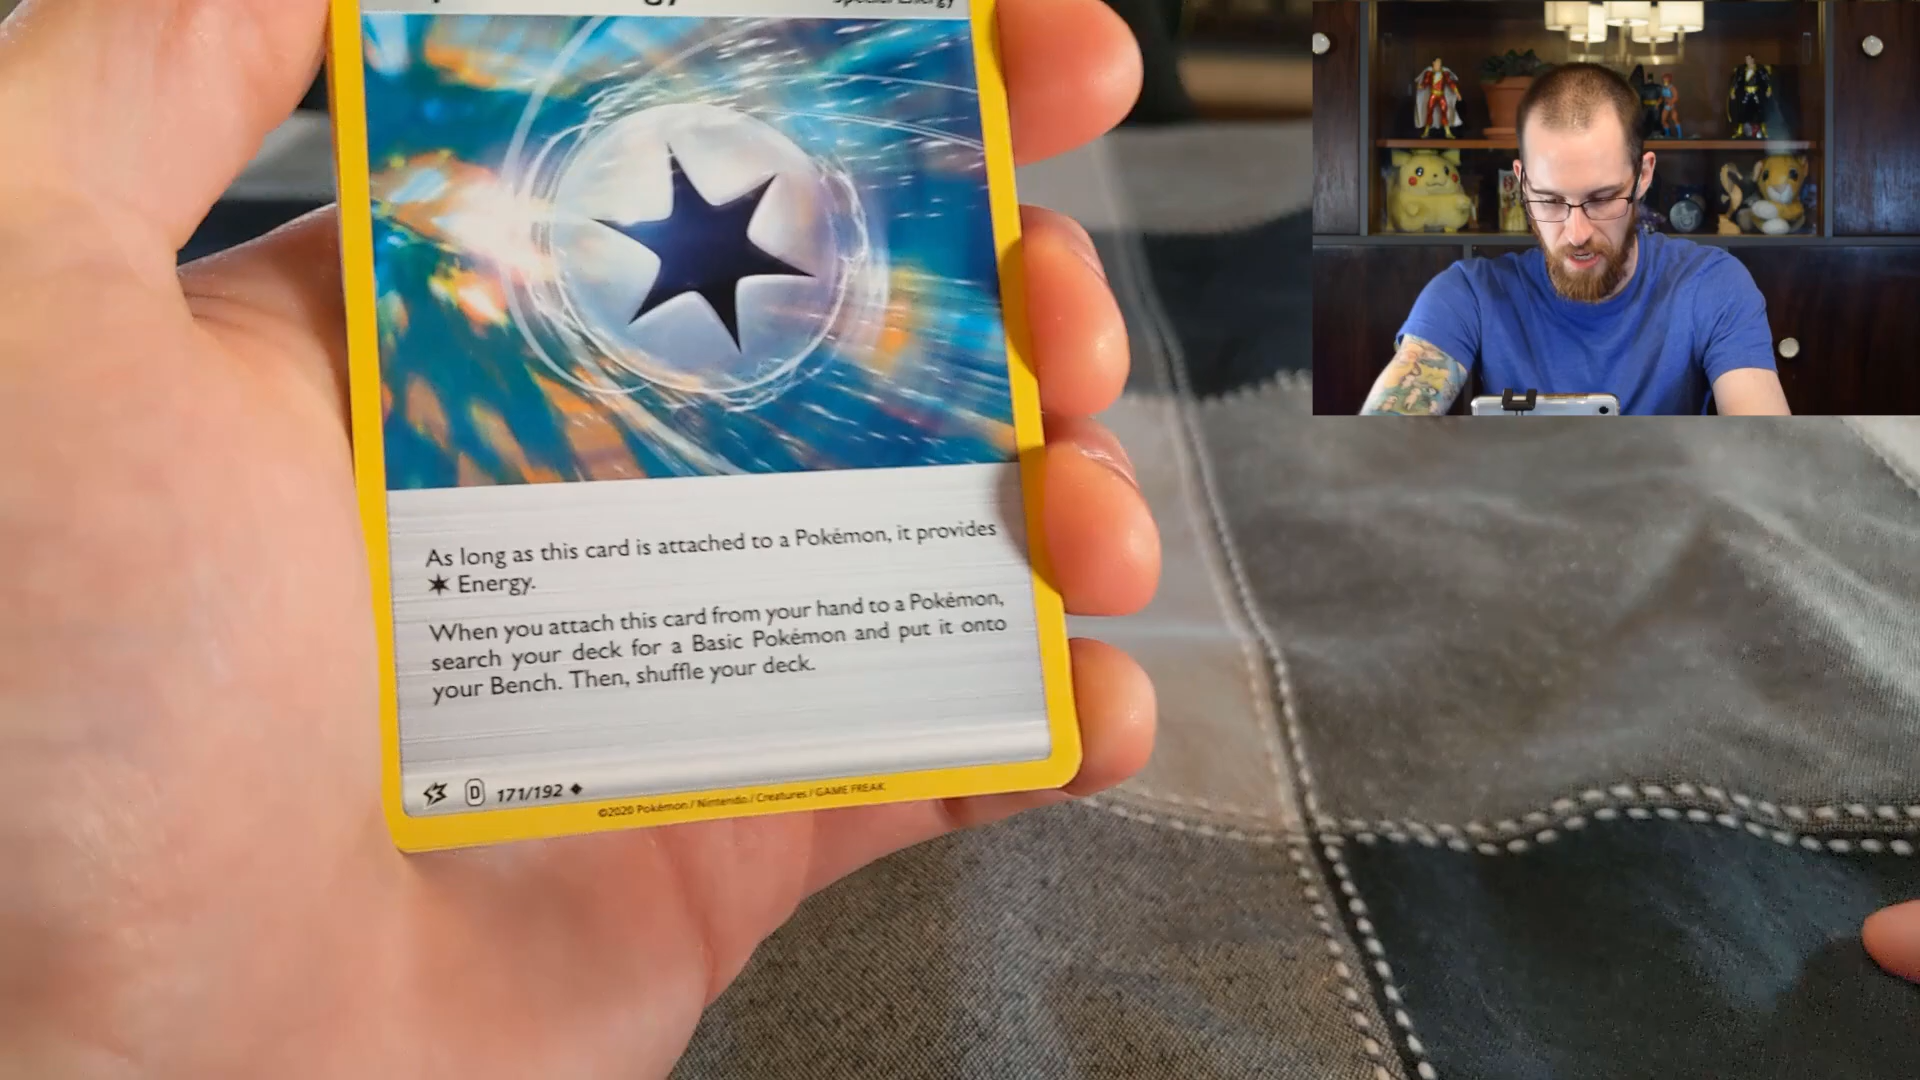 Special Energy
As long as this card is attached to a Pokémon, it provides
Energy.
When you attach this card from your hand to a Pokémon,
search your deck for a Basic Pokémon and put it onto
your Bench. Then, shuffle your deck.
D 171/192
©2020 Pokémon / Nintendo / Creatures / GAME FREAK